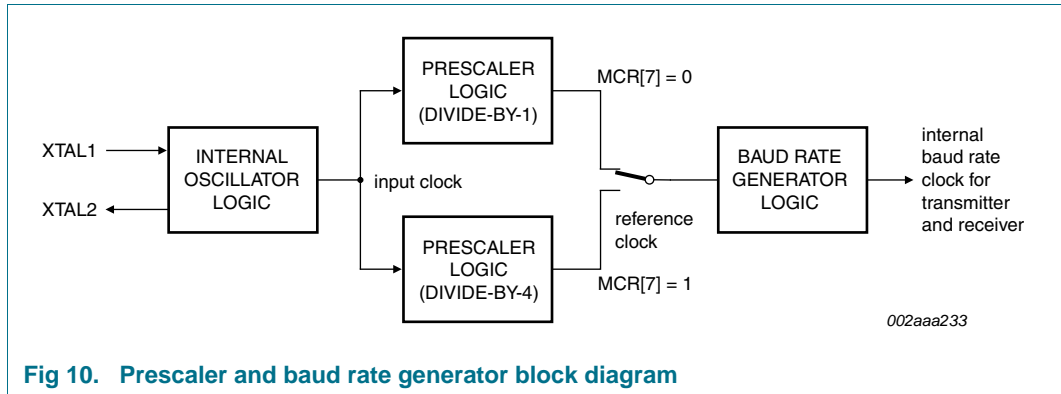 XTAL1
XTAL2
INTERNAL
OSCILLATOR
LOGIC
input clock
PRESCALER
LOGIC
(DIVIDE-BY-1)
MCR[7] = 0
PRESCALER
LOGIC
(DIVIDE-BY-4)
MCR[7] = 1
reference
clock
BAUD RATE
GENERATOR
LOGIC
internal
baud rate
clock for
transmitter
and receiver
002aaa233
Fig 10. Prescaler and baud rate generator block diagram